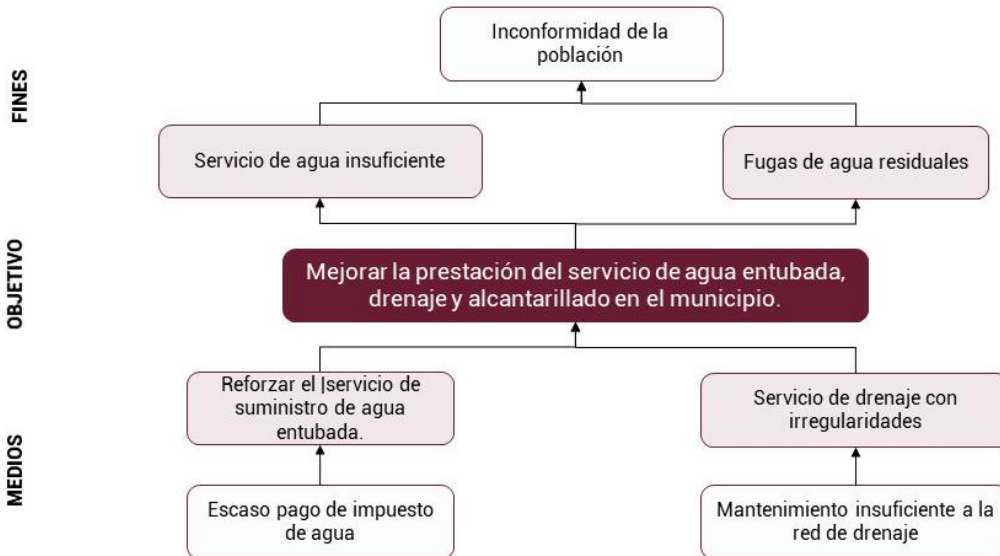 FINES
Inconformidad de la
población
Servicio de agua insuficiente
Fugas de agua residuales
OBJETIVO
Mejorar la prestación del servicio de agua entubada,
drenaje y alcantarillado en el municipio.
MEDIOS
Reforzar el |servicio de
suministro de agua
entubada.
Servicio de drenaje con
irregularidades
Escaso pago de impuesto
de agua
Mantenimiento insuficiente a la
red de drenaje